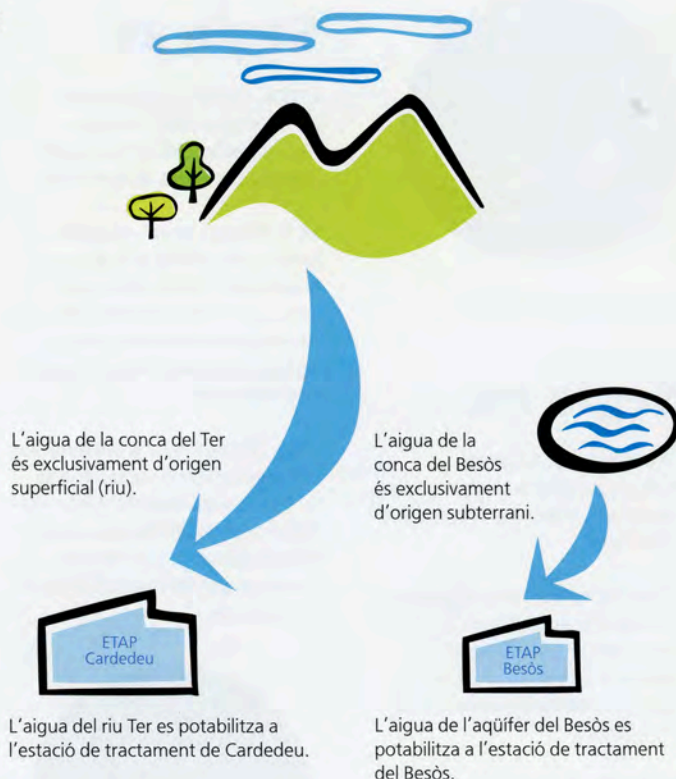 L'aigua de la conca del Ter
és exclusivament d'origen
superficial (riu).
L'aigua de la
conca del Besòs
és exclusivament
d'origen subterrani.
ETAP
Cardedeu
ETAP
Besòs
L'aigua del riu Ter es potabilitza a
l'estació de tractament de Cardedeu.
L'aigua de l'aqüífer del Besòs es
potabilitza a l'estació de tractament
del Besòs.